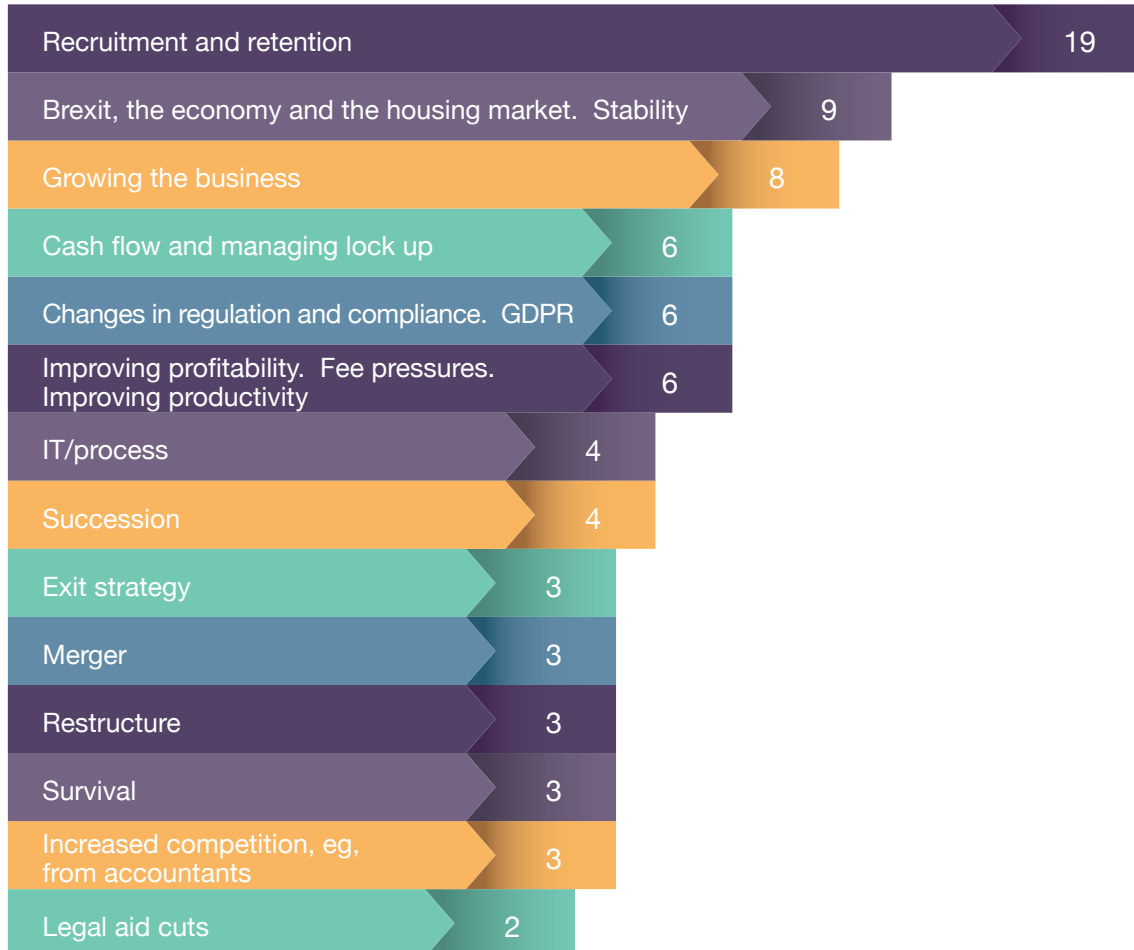 Recruitment and retention 19
Brexit, the economy and the housing market.  Stability 9
Growing the business 8
Cash flow and managing lock up 6
Changes in regulation and compliance.  GDPR 6
Improving profitability.  Fee pressures.
Improving productivity 6
IT/process 4
Succession 4
Exit strategy 3
Merger 3
Restructure 3
Survival 3
Increased competition, eg,
from accountants 3
Legal aid cuts 2